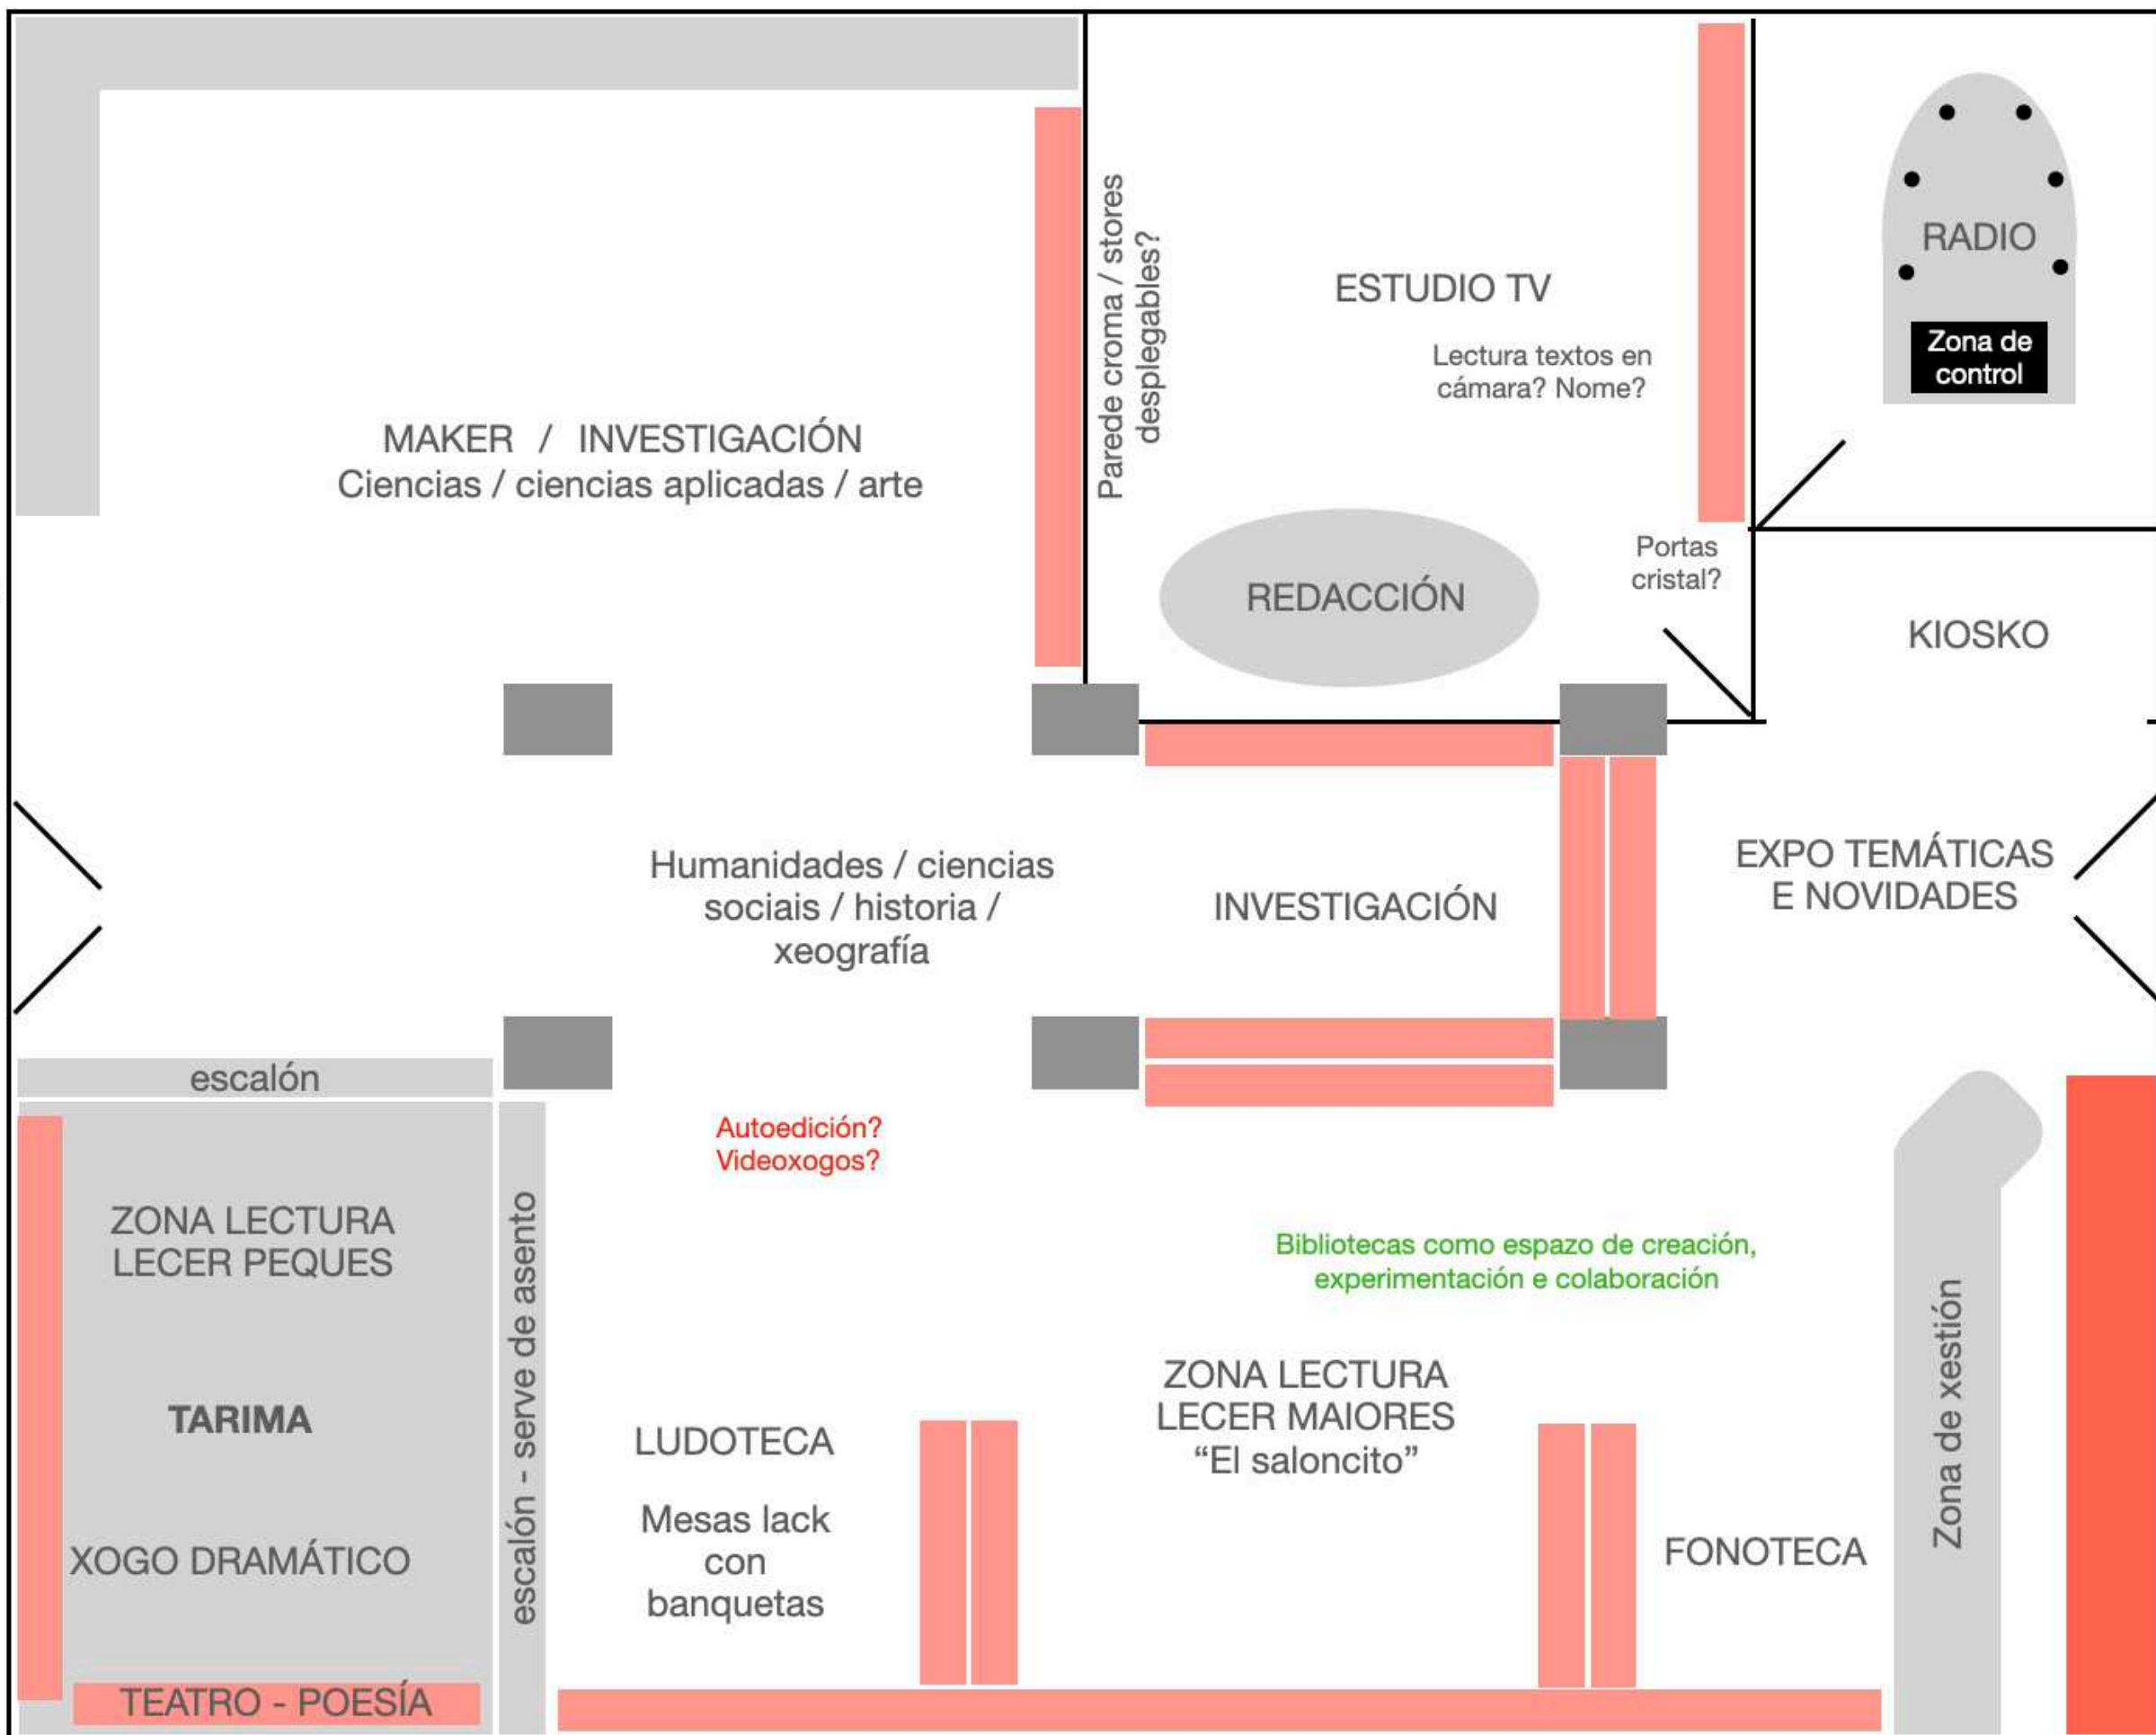 Parede croma / stores
desplegables?
ESTUDIO TV
Lectura textos en
cámara? Nome?
RADIO
Zona de
control
MAKER / INVESTIGACIÓN
Ciencias / ciencias aplicadas / arte
REDACCIÓN
Portas
cristal?
KIOSKO
Humanidades / ciencias
sociais / historia /
xeografía
INVESTIGACIÓN
EXPO TEMÁTICAS
E NOVIDADES
escalón
Autoedición?
Videoxogos?
ZONA LECTURA
LECER PEQUES
TARIMA
XOGO DRAMÁTICO
TEATRO - POESÍA
escalón - serve de asento
LUDOTECA
Mesas lack
con
banquetas
Bibliotecas como espazo de creación,
experimentación e colaboración
ZONA LECTURA
LECER MAIORES
“El saloncito”
FONOTECA
Zona de xestión